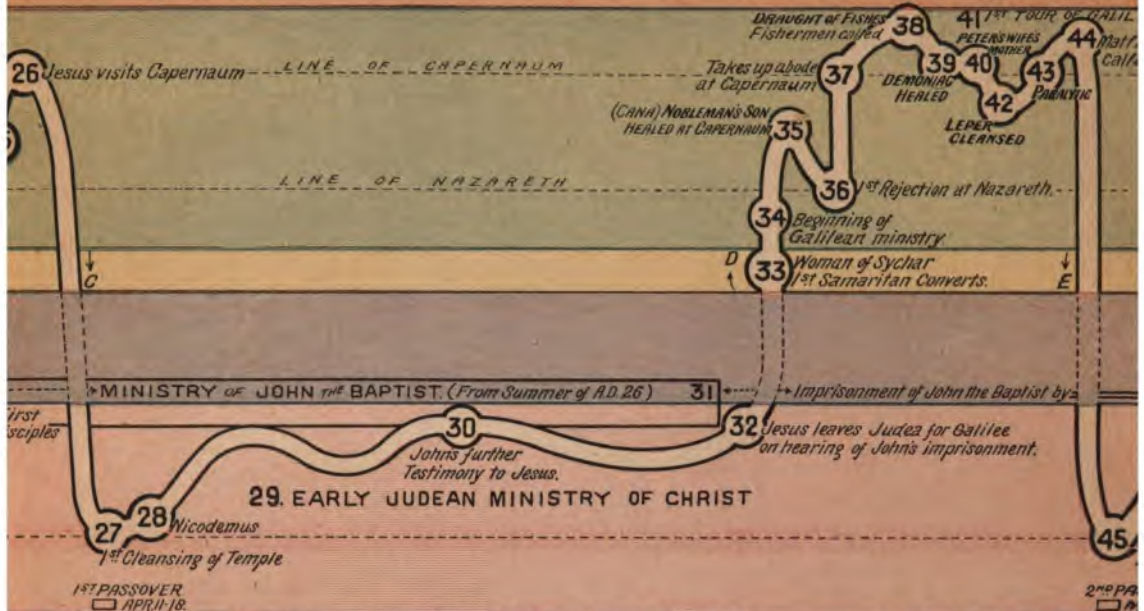 DRAUGHT OF FISHES
Fishermen called
38
41 1ST TOUR OF GALIL
PETER'S WIFE'S
MOTHER
44
26
Jesus visits Capernaum
LINE OF CAPERNAUM
Takes up abode
at Capernaum
37
39
40
43
DEMONIAC
HEALED
42
PARALYTIC
LEPER
CLEANSED
(CANA) NOBLEMAN'S SON
HEALED AT CAPERNAUM
35
LINE OF NAZARETH
36
1st Rejection at Nazareth.
34
Beginning of
Galilean ministry.
C
D
33
Woman of Sychar
1st Samaritan Converts.
E
MINISTRY OF JOHN THE BAPTIST. (From Summer of A.D. 26)
31
Imprisonment of John the Baptist by
30
32
Jesus leaves Judea for Galilee
on hearing of John's imprisonment.
John's further
Testimony to Jesus.
29. EARLY JUDEAN MINISTRY OF CHRIST
27
28
Nicodemus
1st Cleansing of Temple
45
1ST PASSOVER
APRIL 11-18.
2ND PA